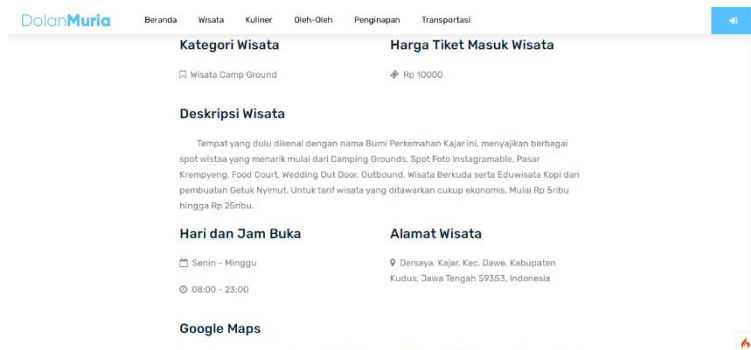 DolanMuria Beranda Wisata Kuliner Oleh-Oleh Penginapan Transportasi
Kategori Wisata Harga Tiket Masuk Wisata
Wisata Camp Ground Rp 10000
Deskripsi Wisata
Tempat yang dulu dikenal dengan nama Bumi Perkemahan Kajar ini, menyajikan berbagai
spot wistaa yang menarik mulai dari Camping Grounds, Spot Foto Instagramable, Pasar
Krempyeng, Food Court, Wedding Out Door, Outbound, Wisata Berkuda serta Eduwisata Kopi dan
pembuatan Getuk Nyimut. Untuk tarif wisata yang ditawarkan cukup ekonomis. Mulai Rp 5ribu
hingga Rp 25ribu.
Hari dan Jam Buka Alamat Wisata
Senin - Minggu Dersaya, Kajar, Kec. Dawe, Kabupaten
Kudus, Jawa Tengah 59353, Indonesia
08:00 - 23:00
Google Maps